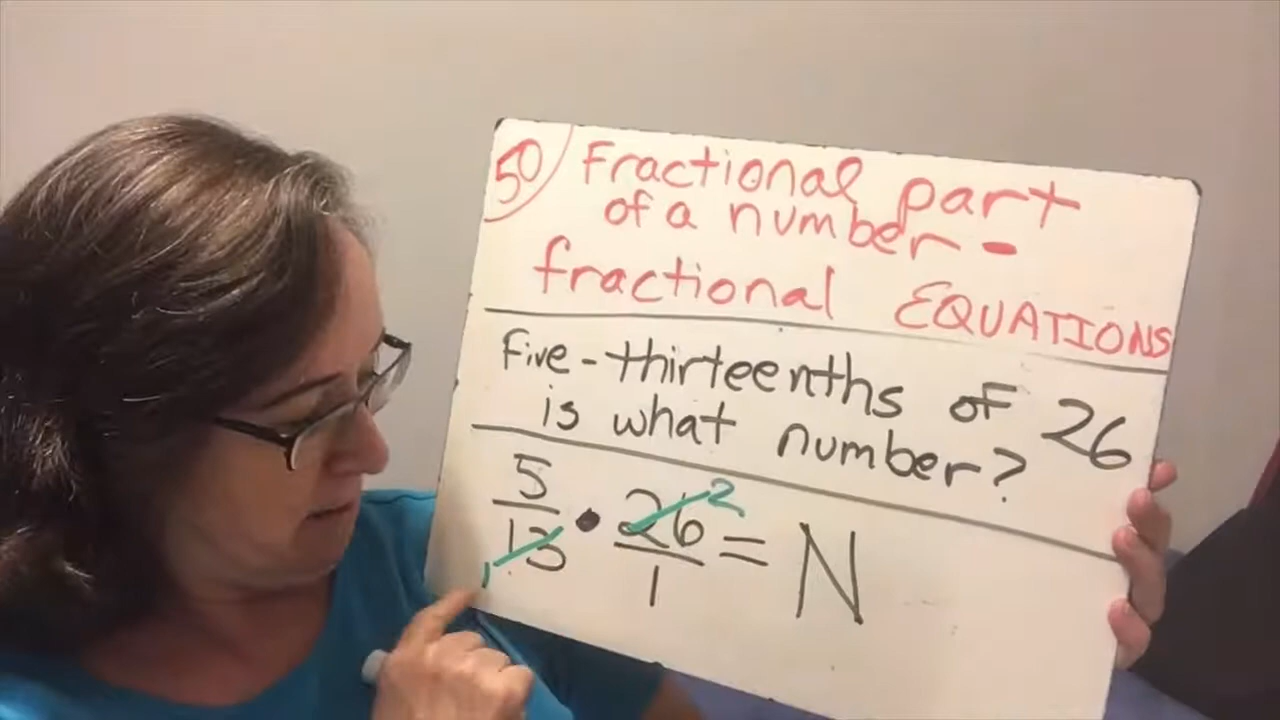 50 Fractional part
of a number -
fractional EQUATIONS
Five-thirteenths of 26
is what number?
5/13 • 26/1 = N
1 2